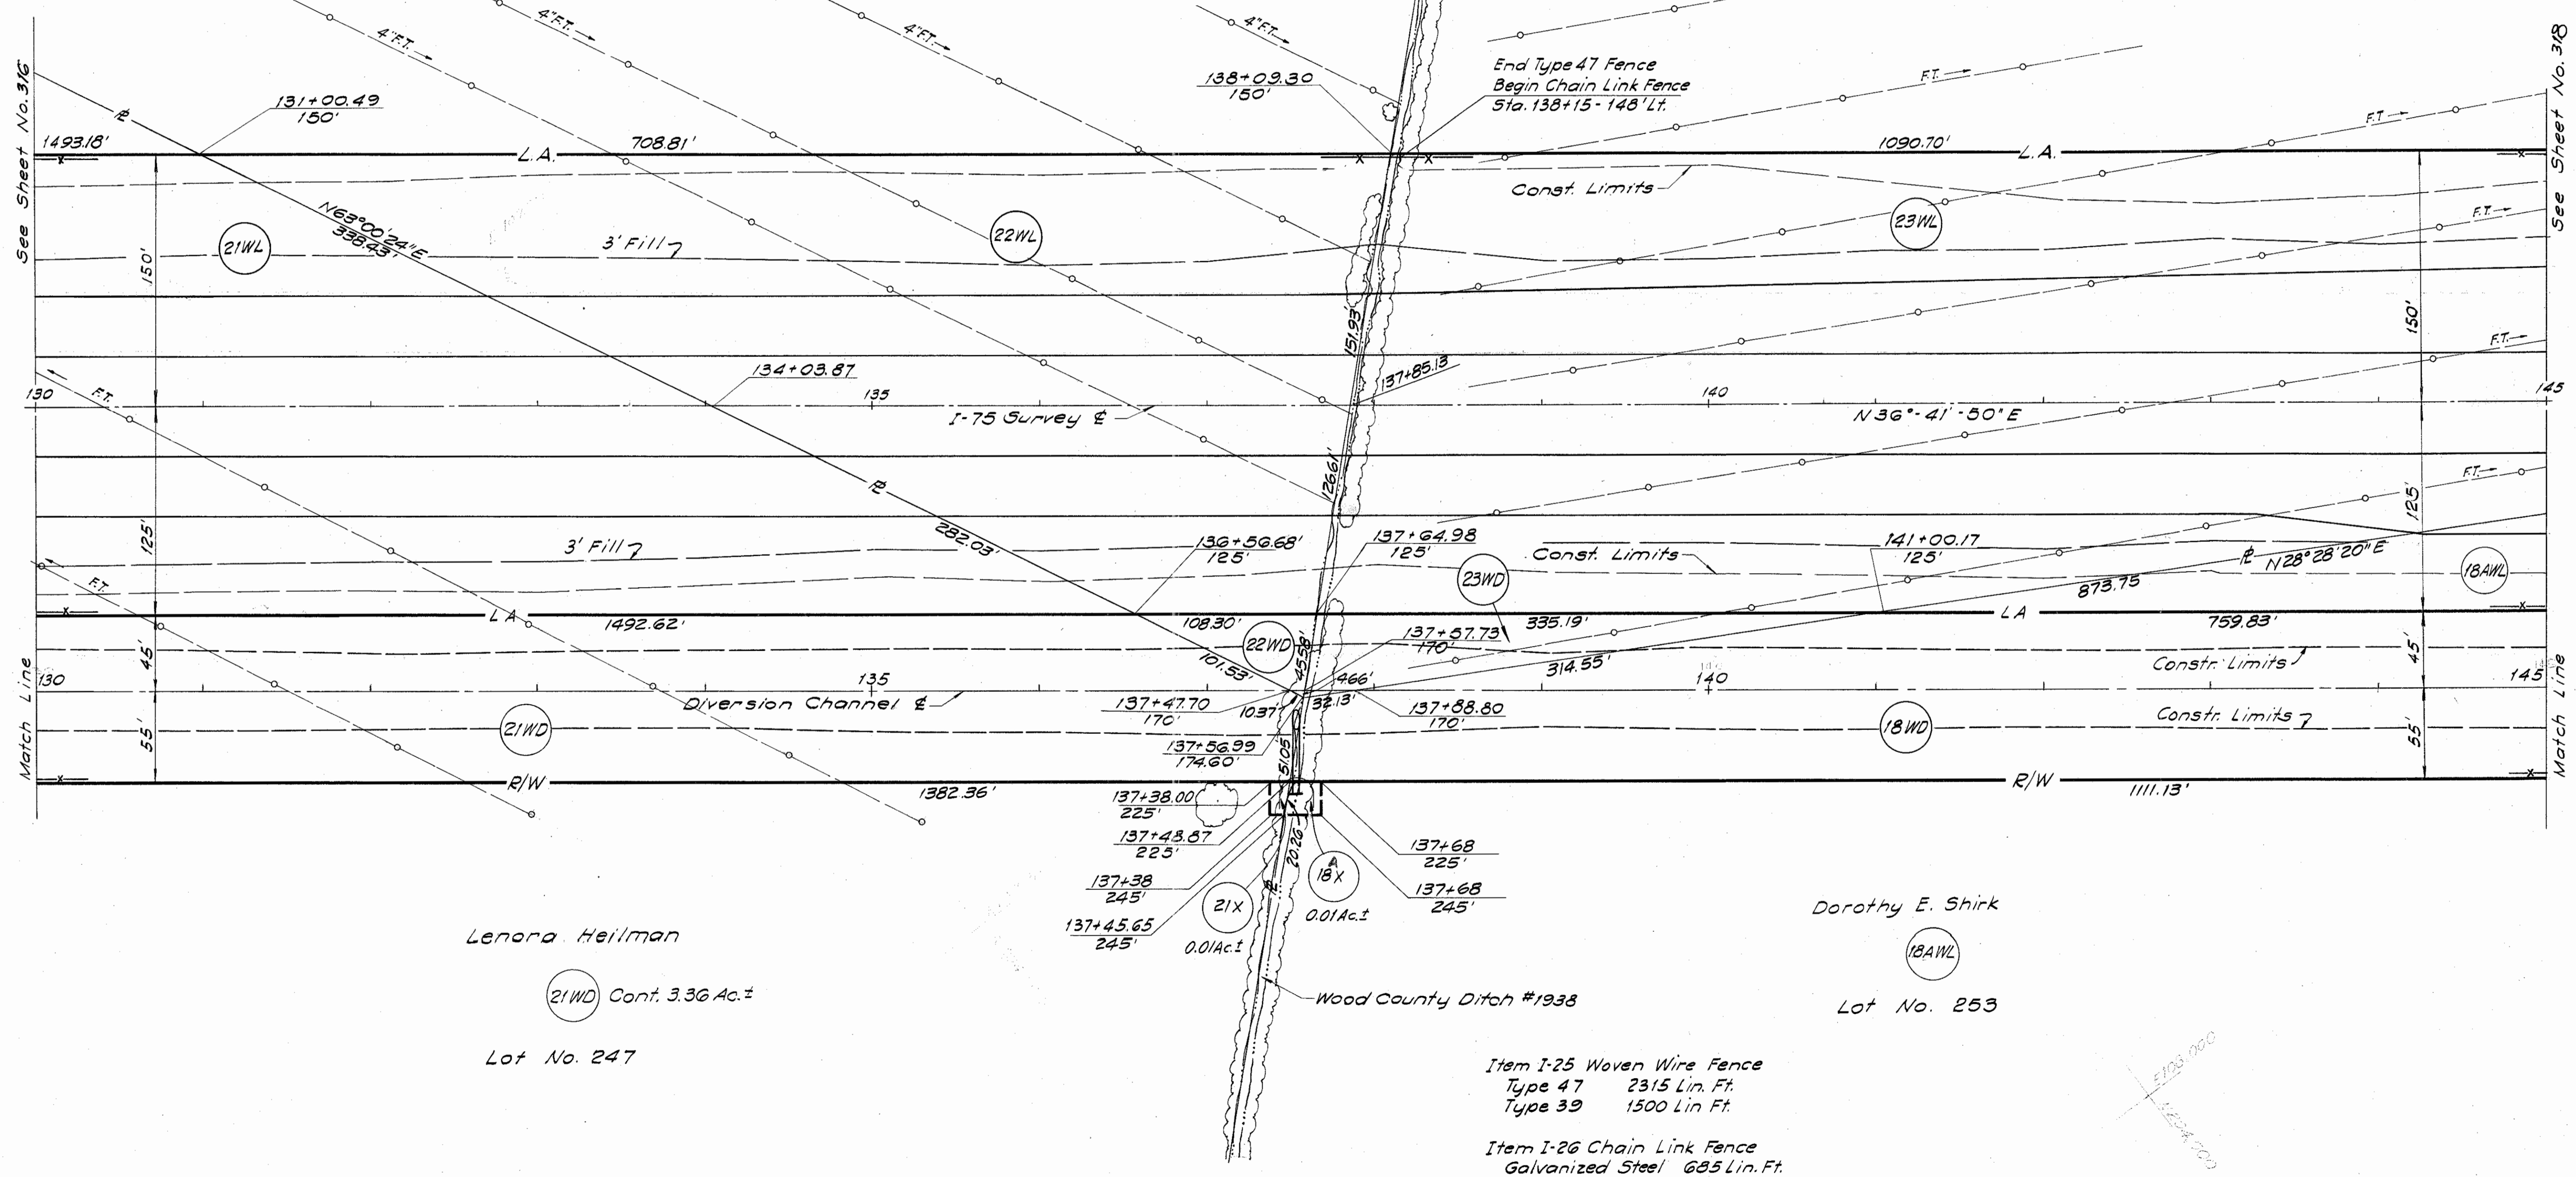 See Sheet No. 316
See Sheet No. 318
Match Line
Match Line
4"F.T.
4"F.T.
4"F.T.
4"F.T.
F.T.
F.T.
F.T.
F.T.
F.T.
F.T.
F.T.
End Type 47 Fence
Begin Chain Link Fence
Sta. 138+15 - 148' Lt.
138+09.30
150'
131+00.49
150'
1493.18'
L.A.
708.81'
1090.70'
L.A.
Const. Limits
N63°00'24"E
338.43'
21WL
3' Fill
22WL
23WL
150'
150'
151.93'
137+85.13
134+03.87
130
135
140
145
I-75 Survey ℄
N36°-41'-50"E
126.61'
282.03'
125'
125'
3' Fill
136+56.68'
125'
137+64.98
125'
Const. Limits
141+00.17
125'
N28°28'20"E
873.75
23WD
18AWL
L A
1492.62'
108.30'
335.19'
L A
759.83'
22WD
45.58'
137+57.73
170'
101.53'
314.55'
45'
45'
Constr. Limits
130
135
466'
140
145
Diversion Channel ℄
137+47.70
170'
1037'
32.13'
137+88.80
170'
21WD
18WD
Constr. Limits
55'
55'
137+56.99
174.60'
51.05'
R/W
1382.36'
R/W
1111.13'
137+38.00
225'
137+43.87
225'
137+38
245'
137+45.65
245'
20.26
137+68
225'
137+68
245'
21X
0.01Ac.±
A
18X
0.01Ac.±
Lenora Heilman
21WD Cont. 3.36 Ac.±
Lot No. 247
Dorothy E. Shirk
18AWL
Lot No. 253
Wood County Ditch #1938
Item I-25 Woven Wire Fence
Type 47 2315 Lin. Ft.
Type 39 1500 Lin Ft.
Item I-26 Chain Link Fence
Galvanized Steel 685 Lin. Ft.